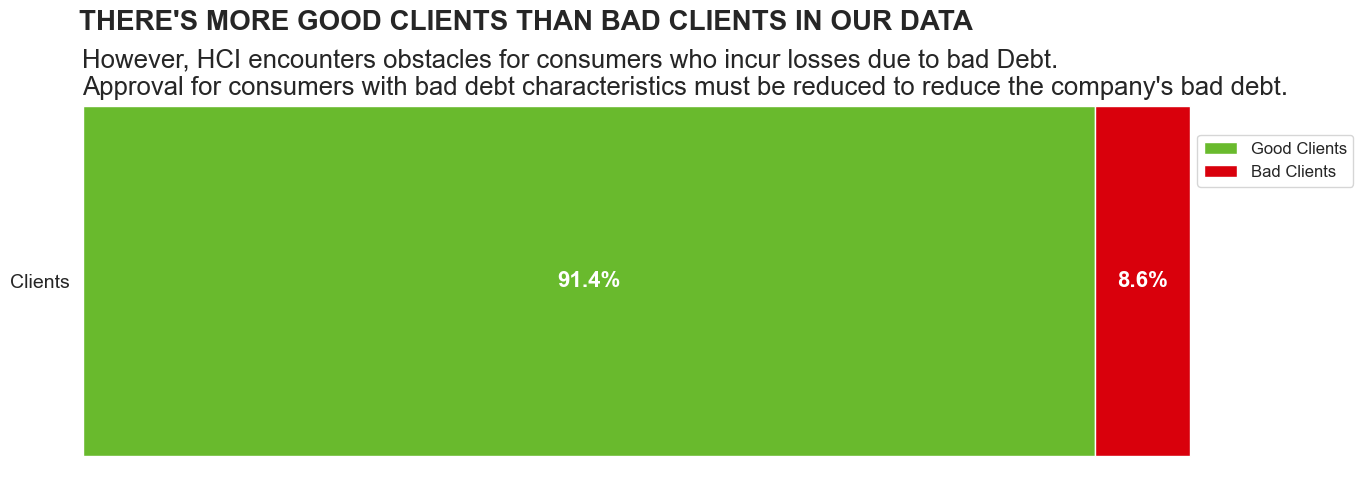 THERE'S MORE GOOD CLIENTS THAN BAD CLIENTS IN OUR DATA
However, HCI encounters obstacles for consumers who incur losses due to bad Debt.
Approval for consumers with bad debt characteristics must be reduced to reduce the company's bad debt.
Good Clients
Bad Clients
Clients
91.4%
8.6%